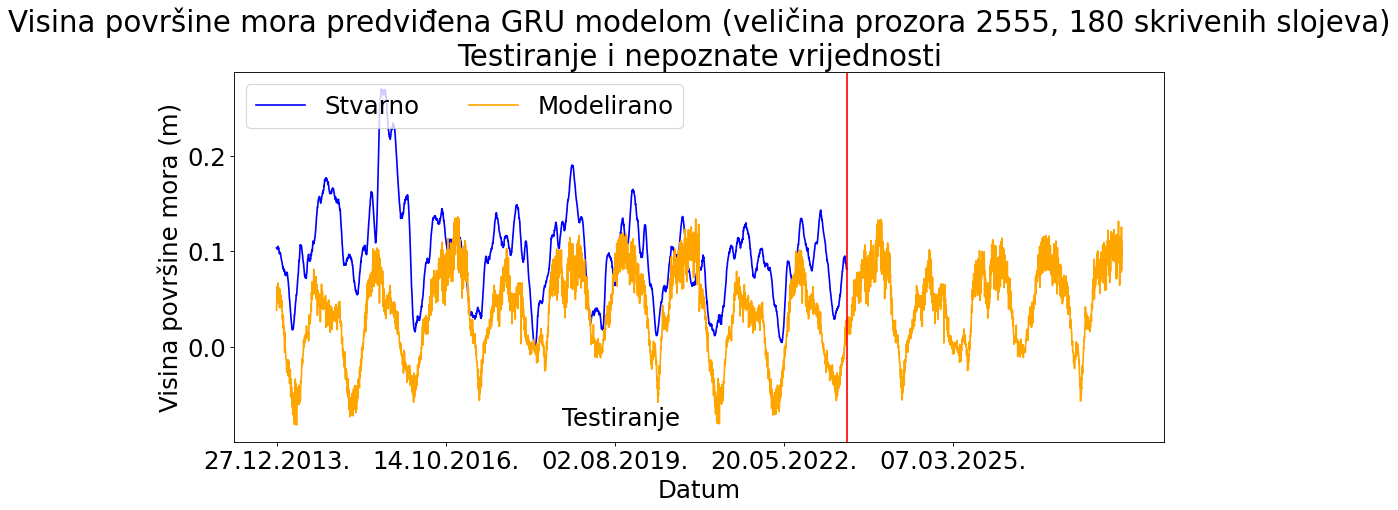 Visina površine mora predviđena GRU modelom (veličina prozora 2555, 180 skrivenih slojeva)
Testiranje i nepoznate vrijednosti
Stvarno
Modelirano
Visina površine mora (m)
0.2
0.1
0.0
Testiranje
27.12.2013.
14.10.2016.
02.08.2019.
20.05.2022.
07.03.2025.
Datum